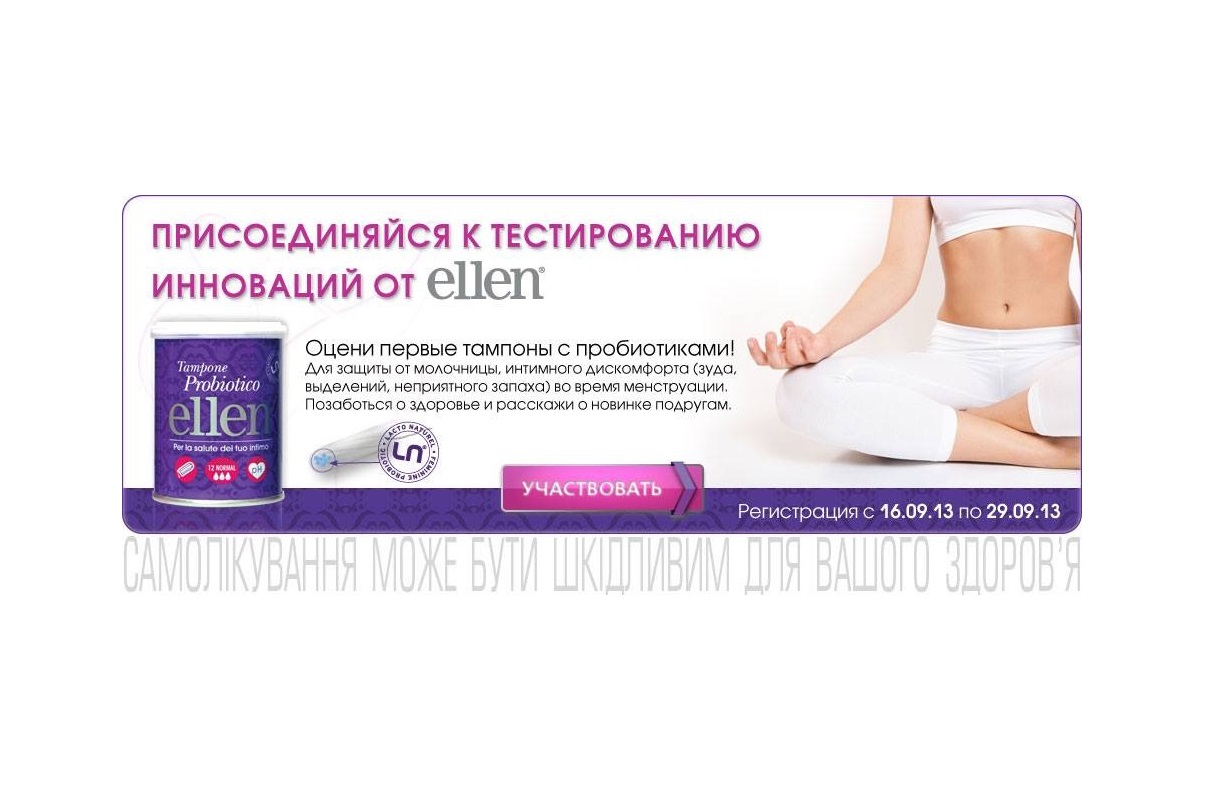 ПРИСОЕДИНЯЙСЯ К ТЕСТИРОВАНИЮ
ИННОВАЦИЙ ОТ ellen®
Оцени первые тампоны с пробиотиками!
Для защиты от молочницы, интимного дискомфорта (зуда,
выделений, неприятного запаха) во время менструации.
Позаботься о здоровье и расскажи о новинке подругам.
Tampone
Probiotico
ellen
Per la salute del tuo intimo
12 NORMAL
pH
LN
LACTO NATUREL • FEMININE PROBIOTIC •
УЧАСТВОВАТЬ
Регистрация с 16.09.13 по 29.09.13
САМОЛІКУВАННЯ МОЖЕ БУТИ ШКІДЛИВИМ ДЛЯ ВАШОГО ЗДОРОВ’Я